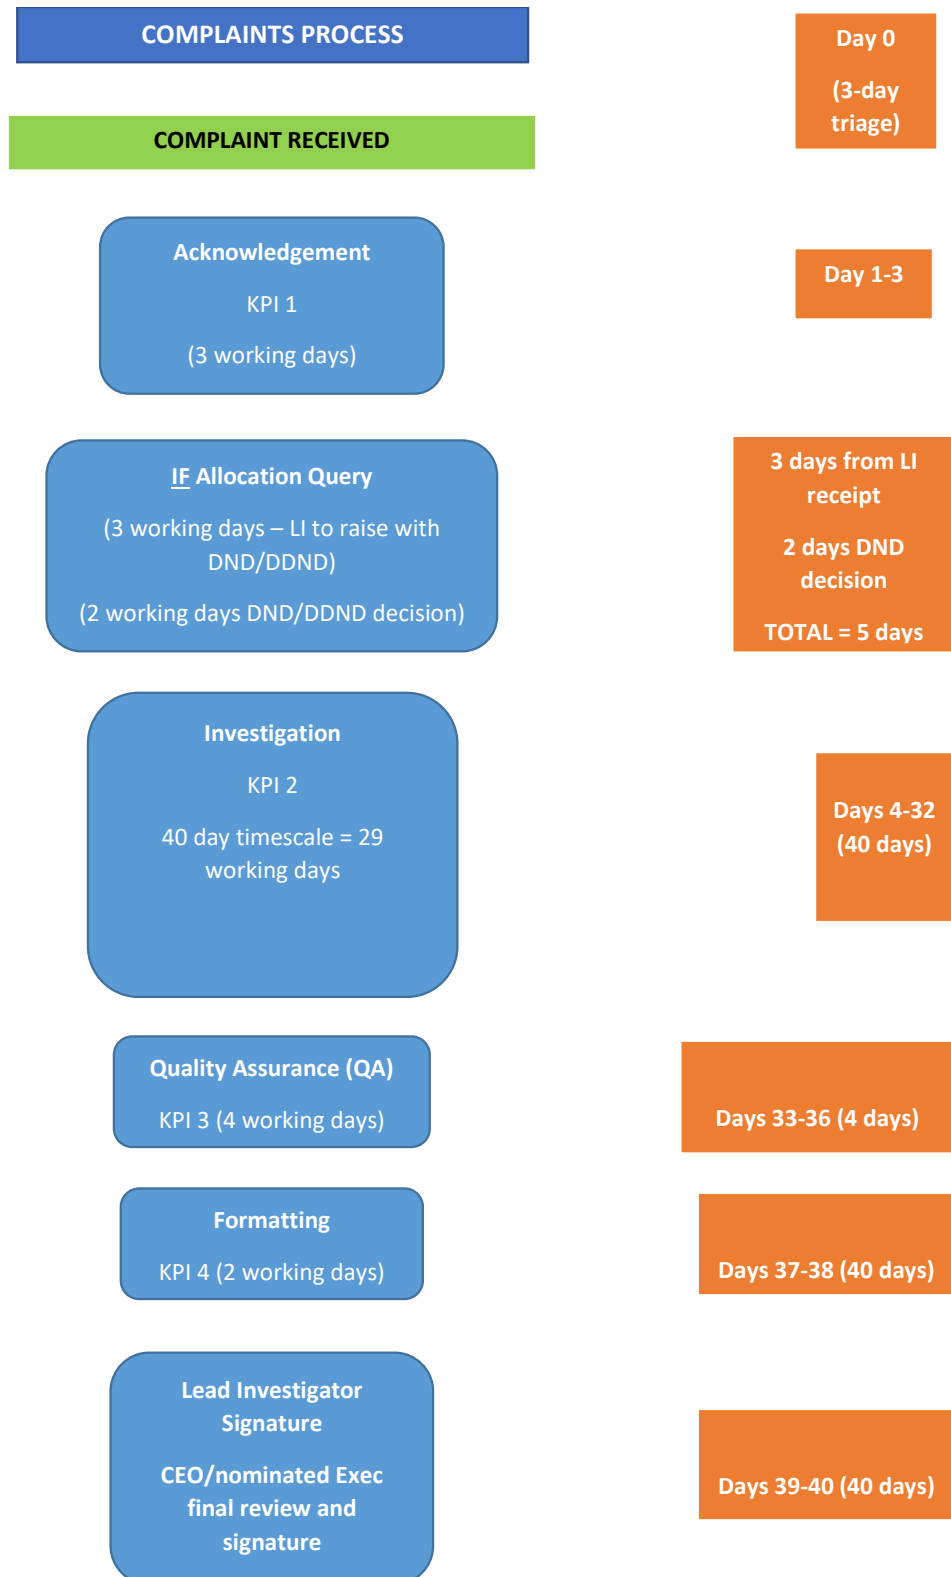 COMPLAINTS PROCESS
Day 0
(3-day
triage)
COMPLAINT RECEIVED
Acknowledgement
KPI 1
(3 working days)
Day 1-3
IF Allocation Query
(3 working days – LI to raise with
DND/DDND)
(2 working days DND/DDND decision)
3 days from LI
receipt
2 days DND
decision
TOTAL = 5 days
Investigation
KPI 2
40 day timescale = 29
working days
Days 4-32
(40 days)
Quality Assurance (QA)
KPI 3 (4 working days)
Days 33-36 (4 days)
Formatting
KPI 4 (2 working days)
Days 37-38 (40 days)
Lead Investigator
Signature
CEO/nominated Exec
final review and
signature
Days 39-40 (40 days)